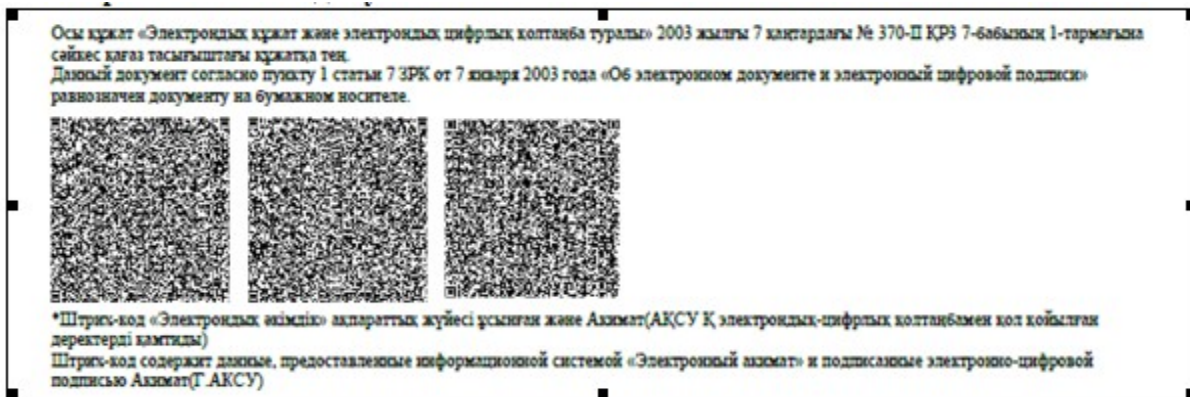 Осы құжат «Электрондық құжат және электрондық цифрлық қолтаңба туралы» 2003 жылғы 7 қаңтардағы № 370-II ҚРЗ 7-бабының 1-тармағына
сәйкес қағаз тасығыштағы құжатқа тең.
Данный документ согласно пункту 1 статьи 7 ЗРК от 7 января 2003 года «Об электронном документе и электронный цифровой подписи»
равнозначен документу на бумажном носителе.
*Штрих-код «Электрондық әкімдік» ақпараттық жүйесі ұсынған және Акимат(АҚСУ Қ электрондық-цифрлық қолтаңбамен қол қойылған
деректерді қамтиды)
Штрих-код содержит данные, предоставленные информационной системой «Электронный акимат» и подписанные электронно-цифровой
подписью Акимат(Г.АКСУ)